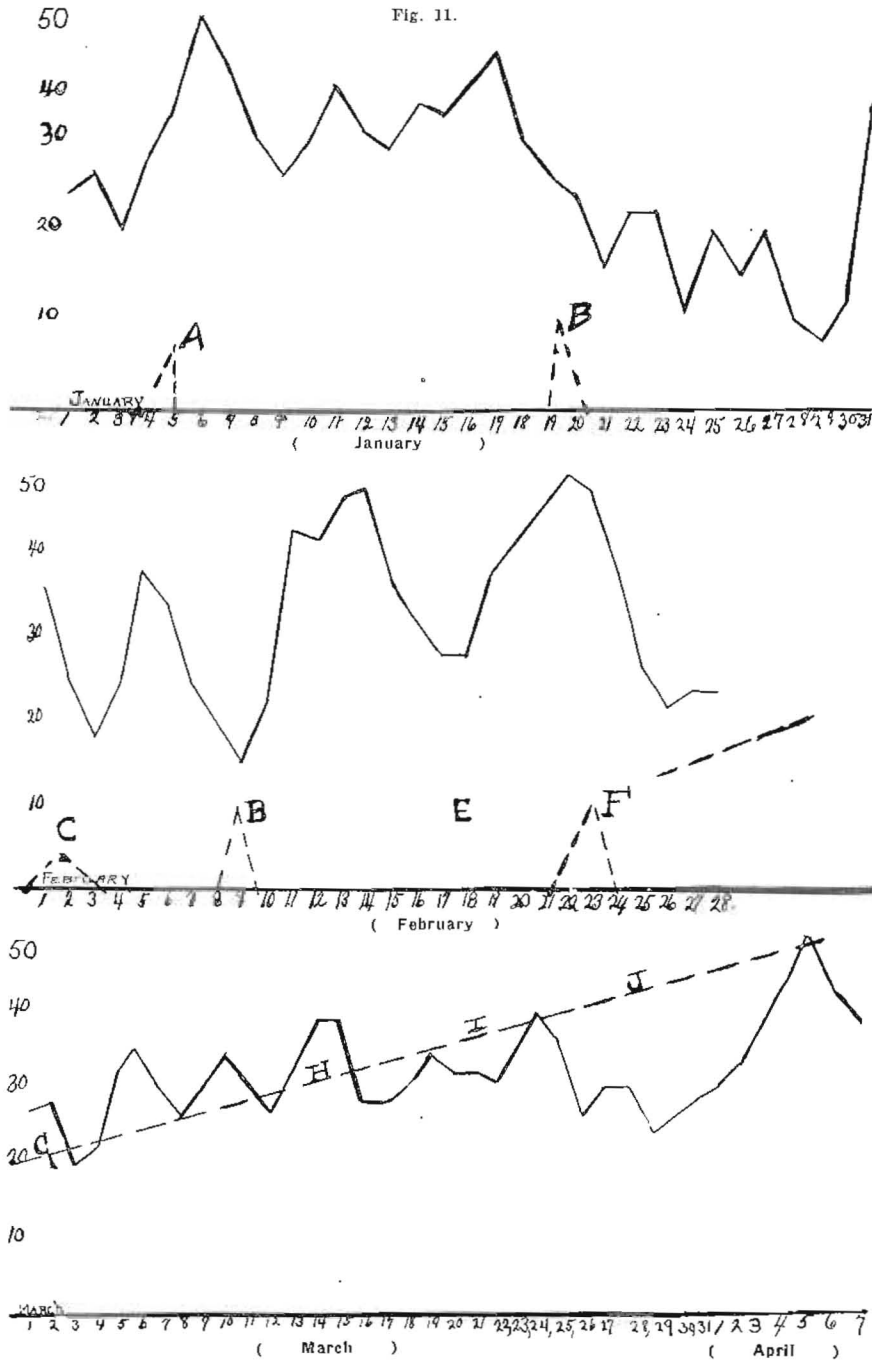 Fig. 11.
50
40
30
20
10
A
B
JANUARY
1 2 3 4 5 6 7 8 9 10 11 12 13 14 15 16 17 18 19 20 21 22 23 24 25 26 27 28 29 30 31
( January )
50
40
30
20
10
C
B
E
F
FEBRUARY
1 2 3 4 5 6 7 8 9 10 11 12 13 14 15 16 17 18 19 20 21 22 23 24 25 26 27 28
( February )
50
40
30
20
10
H
I
J
MARCH
1 2 3 4 5 6 7 8 9 10 11 12 13 14 15 16 17 18 19 20 21 22, 23, 24, 25, 26 27 28, 29 30 31 1 2 3 4 5 6 7
( March ) ( April )